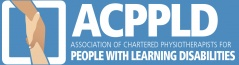 ACPPLD
ASSOCIATION OF CHARTERED PHYSIOTHERAPISTS FOR
PEOPLE WITH LEARNING DISABILITIES